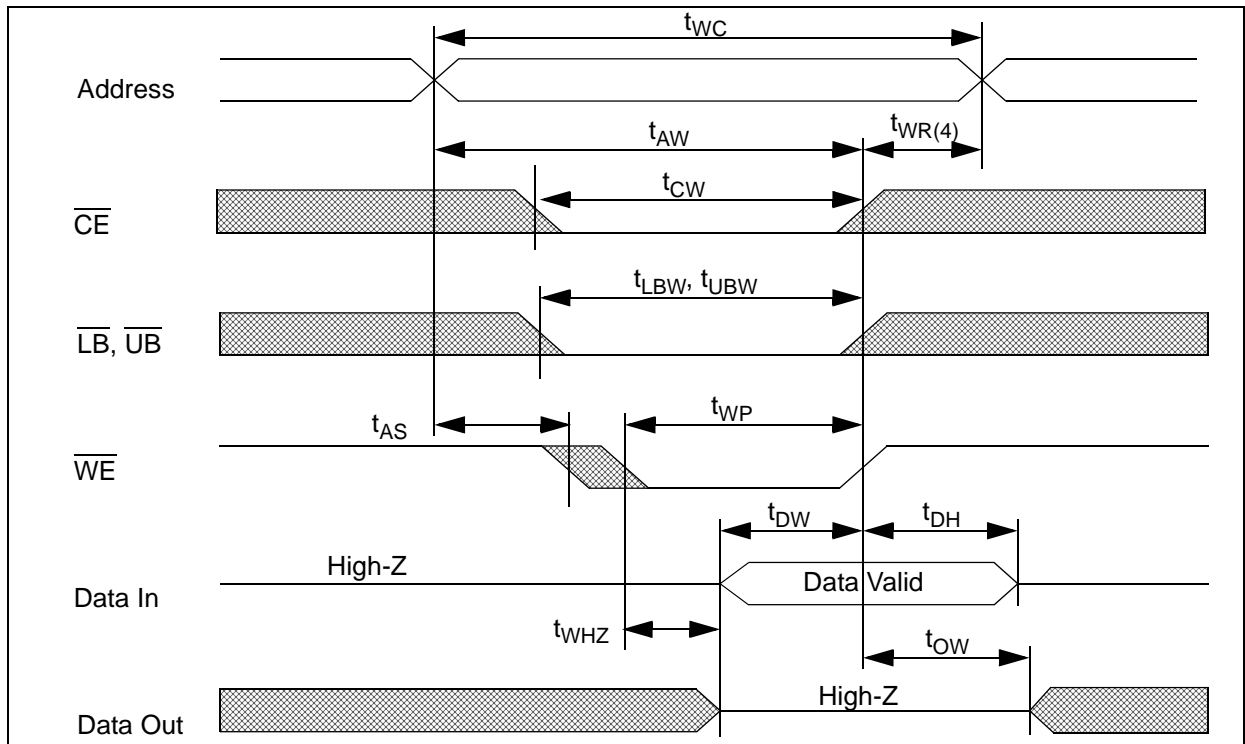 tWC
Address
tAW
tWR(4)
tCW
CE
tLBW, tUBW
LB, UB
tAS
tWP
WE
tDW
tDH
High-Z
Data Valid
Data In
tWHZ
tOW
High-Z
Data Out